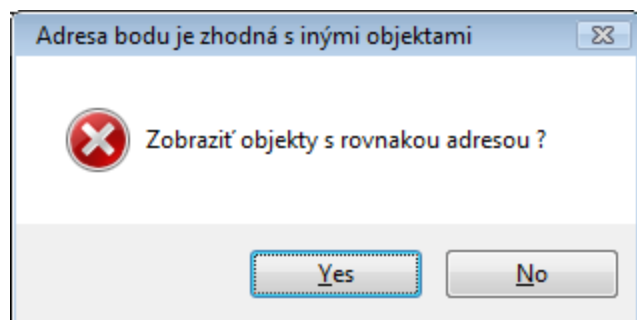 Adresa bodu je zhodná s inými objektami
Zobraziť objekty s rovnakou adresou ?
Yes No